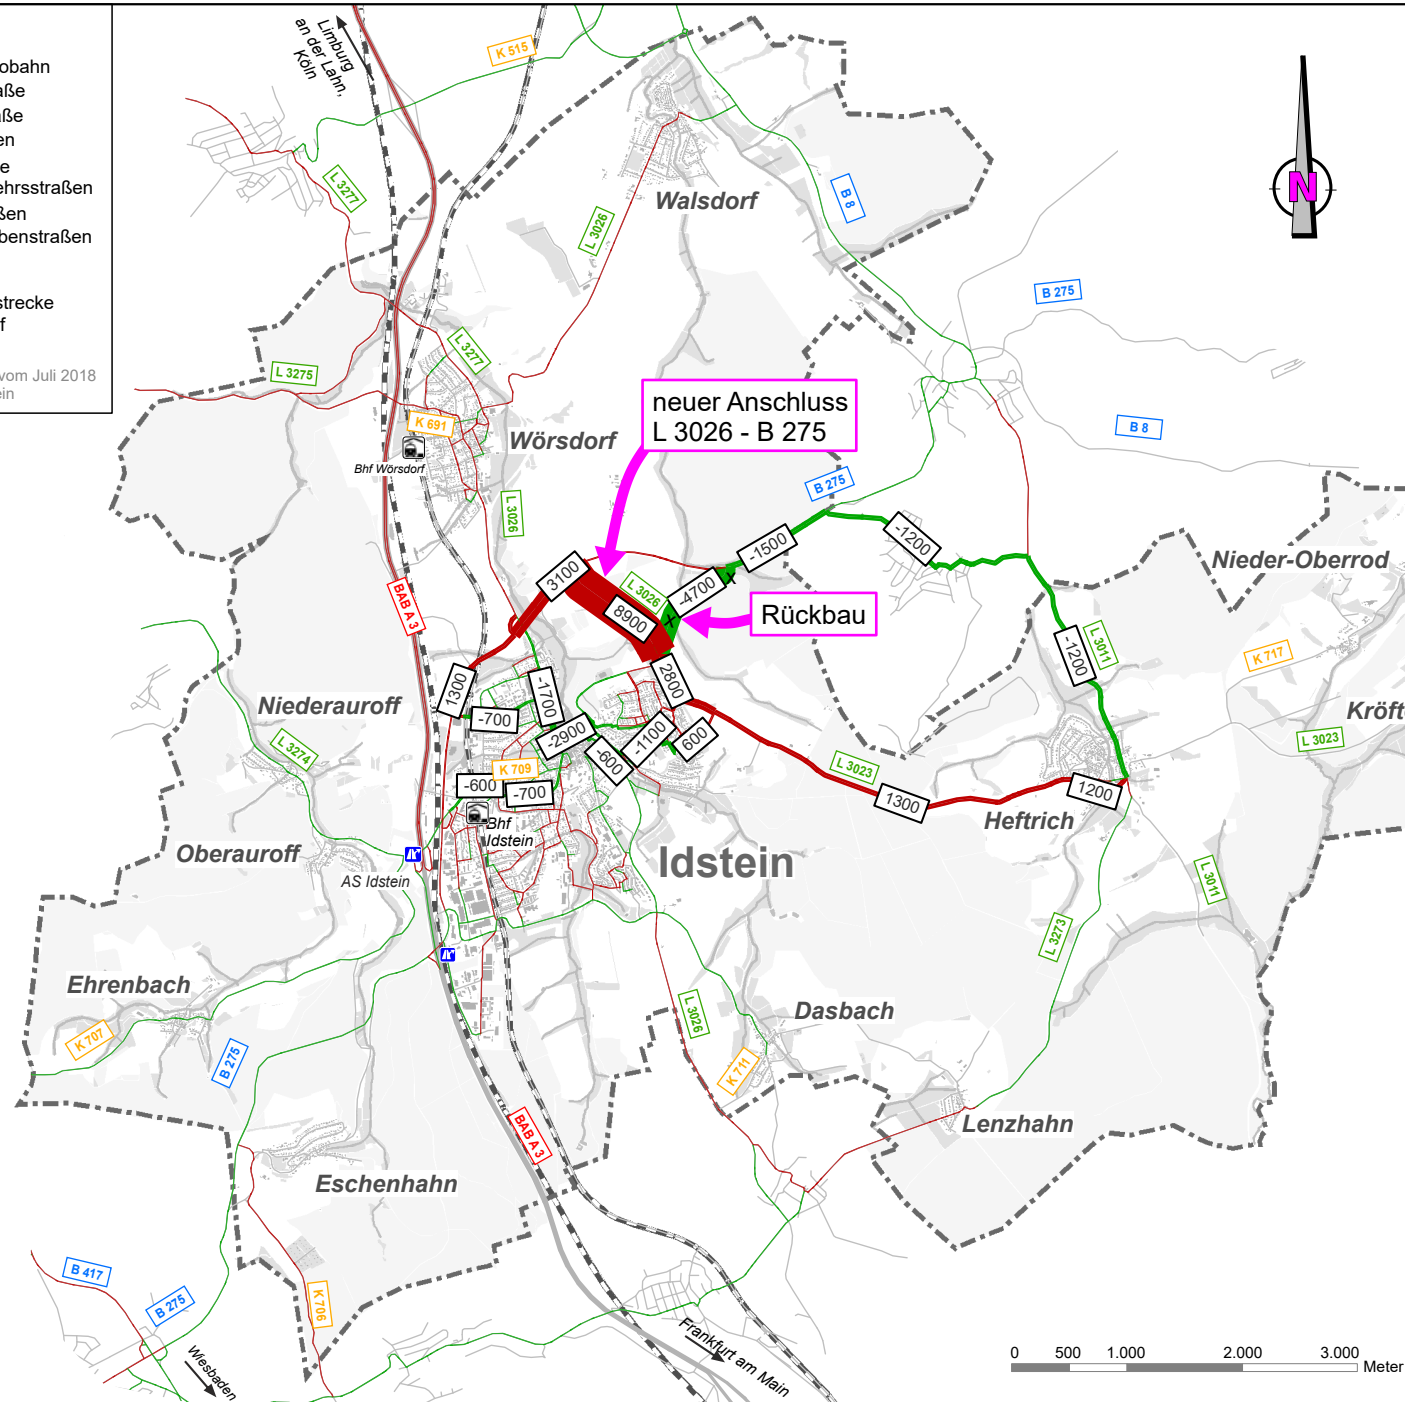 obahn
aße
aße
en
e
ehrsstraßen
ßen
benstraßen
strecke
f
vom Juli 2018
ein
Limburg
an der Lahn,
Köln
K 515
L 3277
L 3026
Walsdorf
B 8
N
B 275
L 3275
L 3277
K 691
Bhf Wörsdorf
Wörsdorf
neuer Anschluss
L 3026 - B 275
B 8
B 275
L 3026
BAB A 3
3100
L 3026
8900
-4700
x
x
-1500
-1200
Rückbau
-1200
L 3011
Nieder-Oberrod
K 717
Kröfte
L 3023
Niederauroff
L 3274
1300
-700
-1700
-2900
-600
-1100
2800
600
K 709
-600
-700
Bhf
Idstein
L 3023
1300
1200
Heftrich
Oberauroff
AS Idstein
Idstein
L 3011
L 3273
Ehrenbach
K 707
B 275
L 3026
Dasbach
K 711
Lenzhahn
BAB A 3
Eschenhahn
B 417
B 275
K 706
Wiesbaden
Frankfurt am Main
0 500 1.000 2.000 3.000
Meter